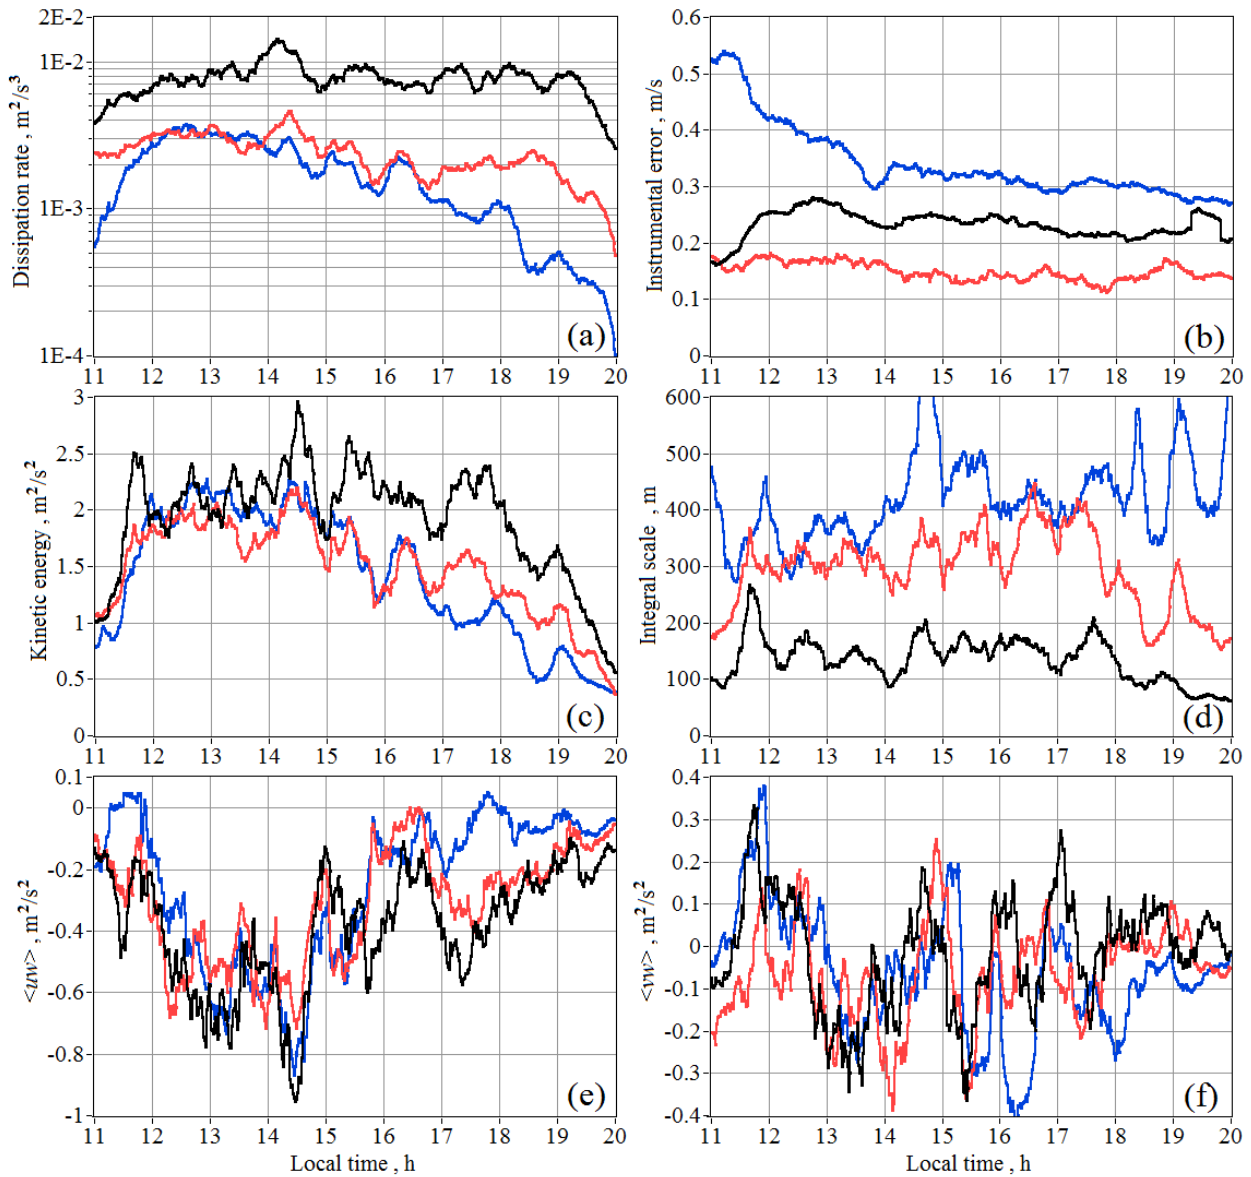 2E-2
1E-2
1E-3
1E-4
Dissipation rate , m²/s³
(a)
11 12 13 14 15 16 17 18 19 20
0.6
0.5
0.4
0.3
0.2
0.1
0
Instrumental error , m/s
(b)
11 12 13 14 15 16 17 18 19 20
3
2.5
2
1.5
1
0.5
0
Kinetic energy , m²/s²
(c)
11 12 13 14 15 16 17 18 19 20
600
500
400
300
200
100
0
Integral scale , m
(d)
11 12 13 14 15 16 17 18 19 20
0.1
0
-0.2
-0.4
-0.6
-0.8
-1
<uw> , m²/s²
(e)
11 12 13 14 15 16 17 18 19 20
Local time , h
0.4
0.3
0.2
0.1
0
-0.1
-0.2
-0.3
-0.4
<vw> , m²/s²
(f)
11 12 13 14 15 16 17 18 19 20
Local time , h